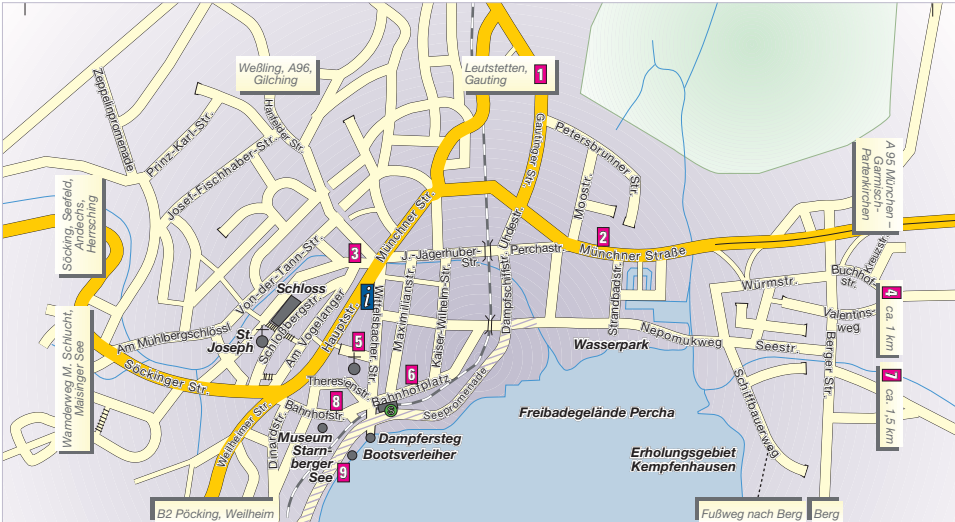 Weßling, A96,
Gilching
Leutstetten,
Gauting
1
Zeppelinpromenade
Prinz-Karl-Str.
Hanfelder Str.
Josef-Fischhaber-Str.
Gautinger Str.
Petersbrunner Str.
Moosstr.
A 95 München –
Garmisch-
Partenkirchen
Söcking, Seefeld,
Andechs,
Herrsching
Münchner Str.
Uhdestr.
2
3
J.-Jägerhuber-
Str.
Perchastr.
Münchner Straße
Kreuzstr.
Buchhof-
str.
Von-der-Tann-Str.
Schloss
i
Hauptstr.
Wittelsbacher Str.
Maximilianstr.
Kaiser-Wilhelm-Str.
Dampfschiffstr.
Strandbadstr.
Würmstr.
4
ca. 1 km
Valentins-
weg
Am Mühlbergschlössl
St.
Joseph
Schloßbergstr.
Am Vogelanger
5
Wasserpark
Nepomukweg
Seestr.
Berger Str.
Wanderweg M. Schlucht,
Maisinger See
Söckinger Str.
Theresienstr.
6
Bahnhofplatz
S
Seepromenade
7
ca. 1,5 km
Schiffbauerweg
8
Bahnhofstr.
Weilheimer Str.
Dinardstr.
Museum
Starn-
berger
See
Dampfersteg
Bootsverleiher
9
Freibadegelände Percha
Erholungsgebiet
Kempfenhausen
B2 Pöcking, Weilheim
Fußweg nach Berg
Berg